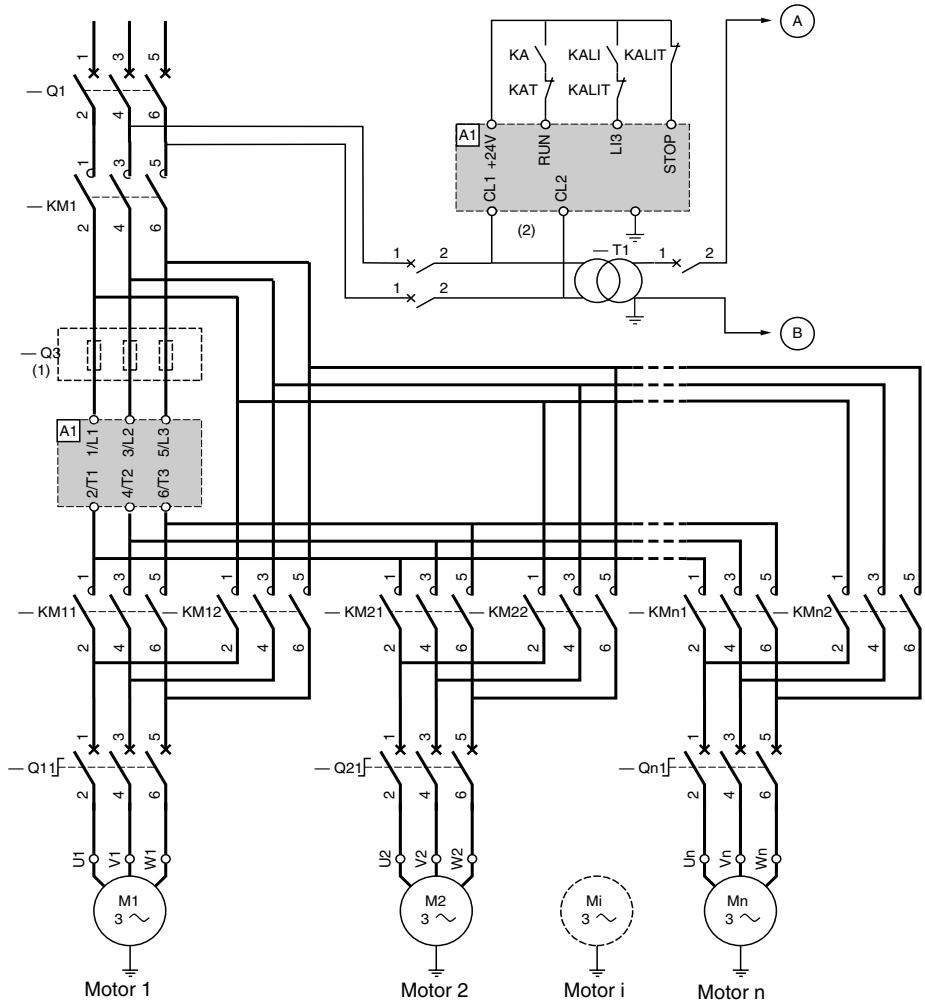 A
1 3 5
KA KALI KALIT
— Q1
KAT KALIT
2 4 6
A1
+24V RUN LI3 STOP
CL1 CL2
1 3 5
— KM1
(2)
2 4 6
1 2
— T1
1 2
1 2
B
— Q3
(1)
A1
1/L1 3/L2 5/L3
2/T1 4/T2 6/T3
1 3 5 1 3 5 1 3 5 1 3 5 1 3 5 1 3 5
— KM11 — KM12 — KM21 — KM22 — KMn1 — KMn2
2 4 6 2 4 6 2 4 6 2 4 6 2 4 6 2 4 6
1 3 5 1 3 5 1 3 5
— Q11 — Q21 — Qn1
2 4 6 2 4 6 2 4 6
U1 V1 W1 U2 V2 W2 Un Vn Wn
M1 M2 Mi Mn
3 ~ 3 ~ 3 ~ 3 ~
Motor 1 Motor 2 Motor i Motor n